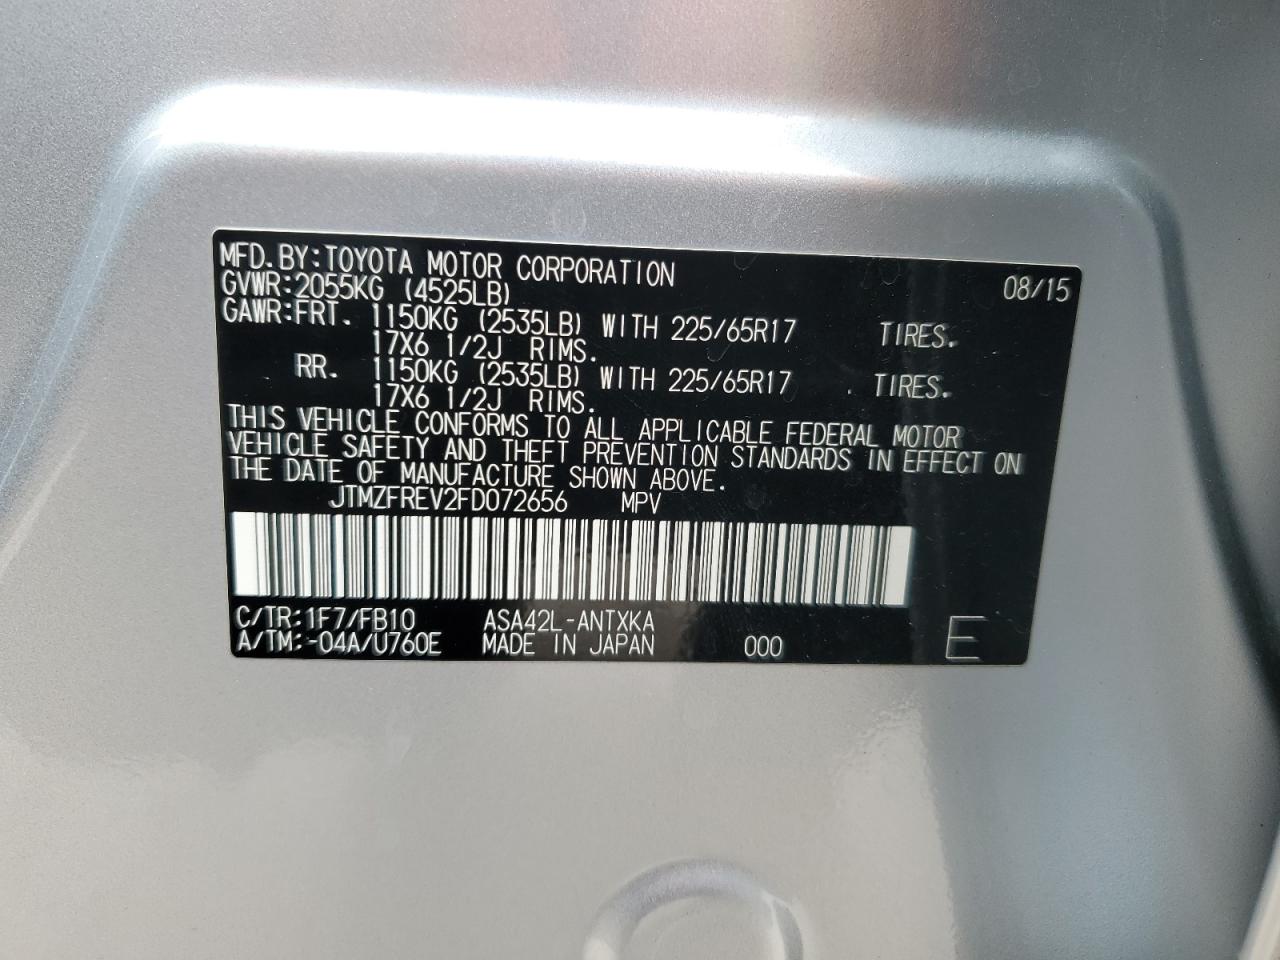 MFD.BY:TOYOTA MOTOR CORPORATION 08/15
GVWR:2055KG (4525LB)
GAWR:FRT. 1150KG (2535LB) WITH 225/65R17 TIRES.
17X6 1/2J RIMS.
RR. 1150KG (2535LB) WITH 225/65R17 TIRES.
17X6 1/2J RIMS.
THIS VEHICLE CONFORMS TO ALL APPLICABLE FEDERAL MOTOR
VEHICLE SAFETY AND THEFT PREVENTION STANDARDS IN EFFECT ON
THE DATE OF MANUFACTURE SHOWN ABOVE.
JTMZFREV2FD072656 MPV
C/TR:1F7/FB10 ASA42L-ANTXKA
A/TM:-04A/U760E MADE IN JAPAN 000 E